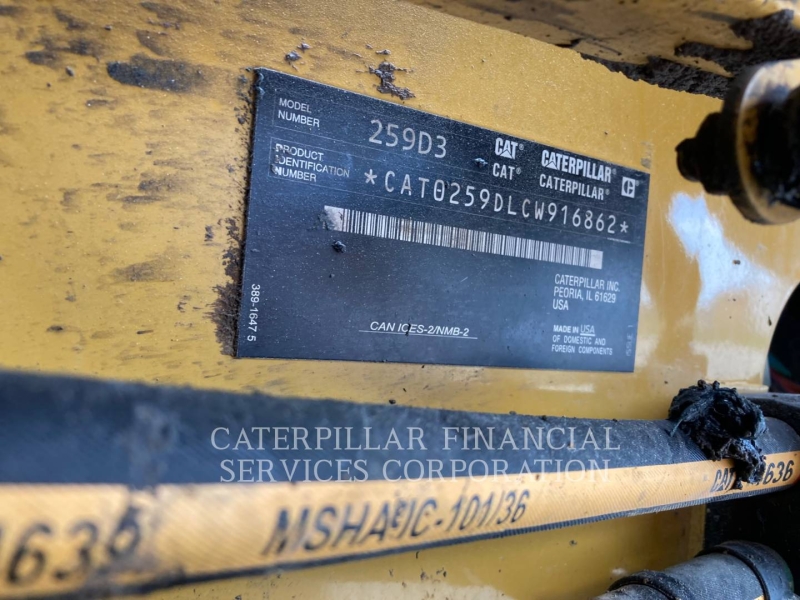 MODEL
NUMBER
259D3
CAT® CATERPILLAR®
CAT® CATERPILLAR®
PRODUCT
IDENTIFICATION
NUMBER
*CAT0259DLCW916862*
CATERPILLAR INC.
PEORIA, IL 61629
USA
389-1647 5
CAN ICES-2/NMB-2
MADE IN USA
OF DOMESTIC AND
FOREIGN COMPONENTS
CATERPILLAR FINANCIAL
SERVICES CORPORATION
MSHA IC-101/36
CAT